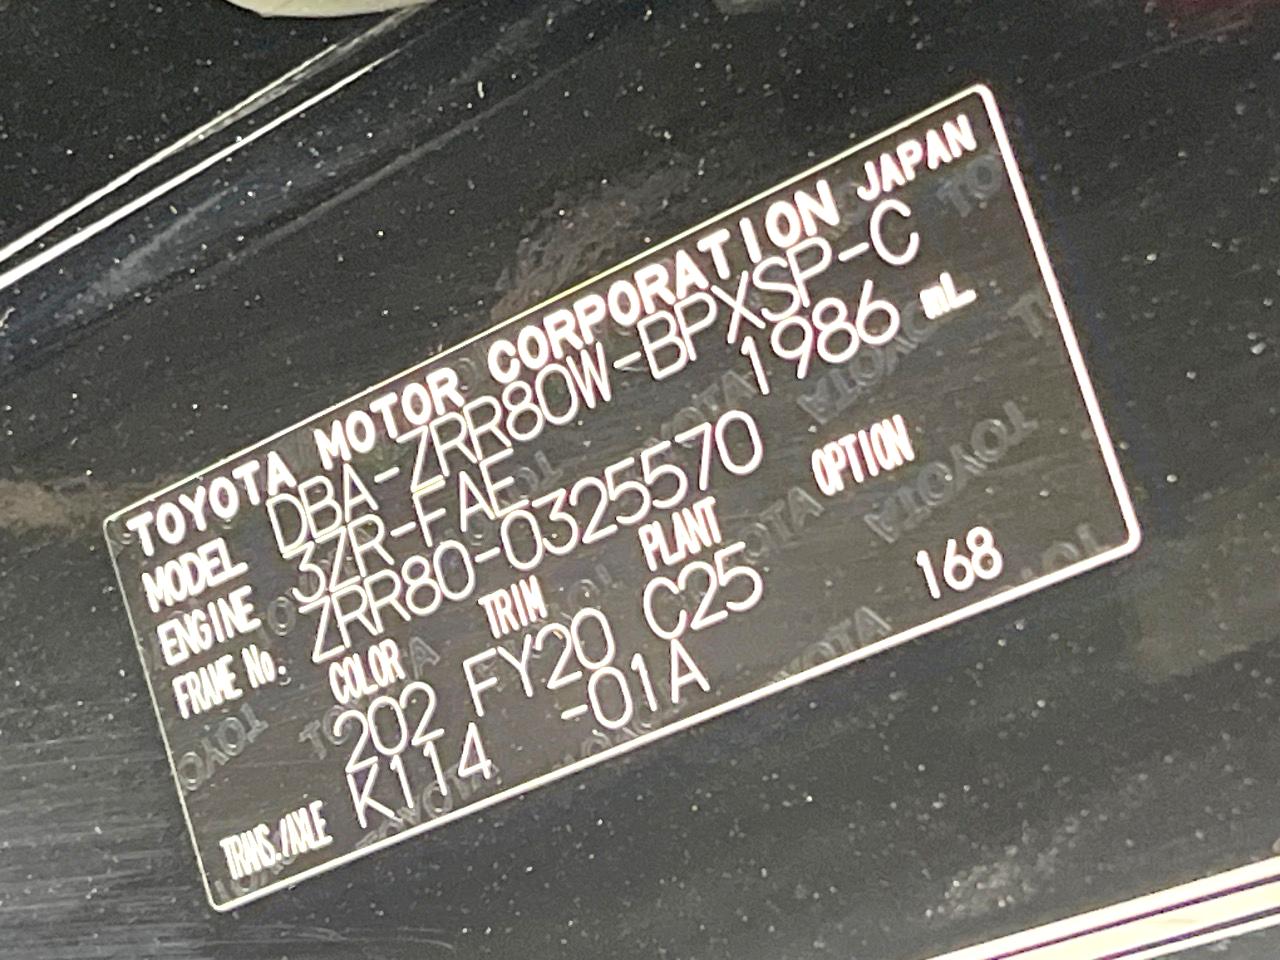 TOYOTA MOTOR CORPORATION JAPAN
MODEL DBA-ZRR80W-BPXSP-C
ENGINE 3ZR-FAE 1986 mL
FRAME No. ZRR80-0325570
COLOR TRIM PLANT OPTION
202 FY20 C25 168
TRANS./AXLE K114 -01A